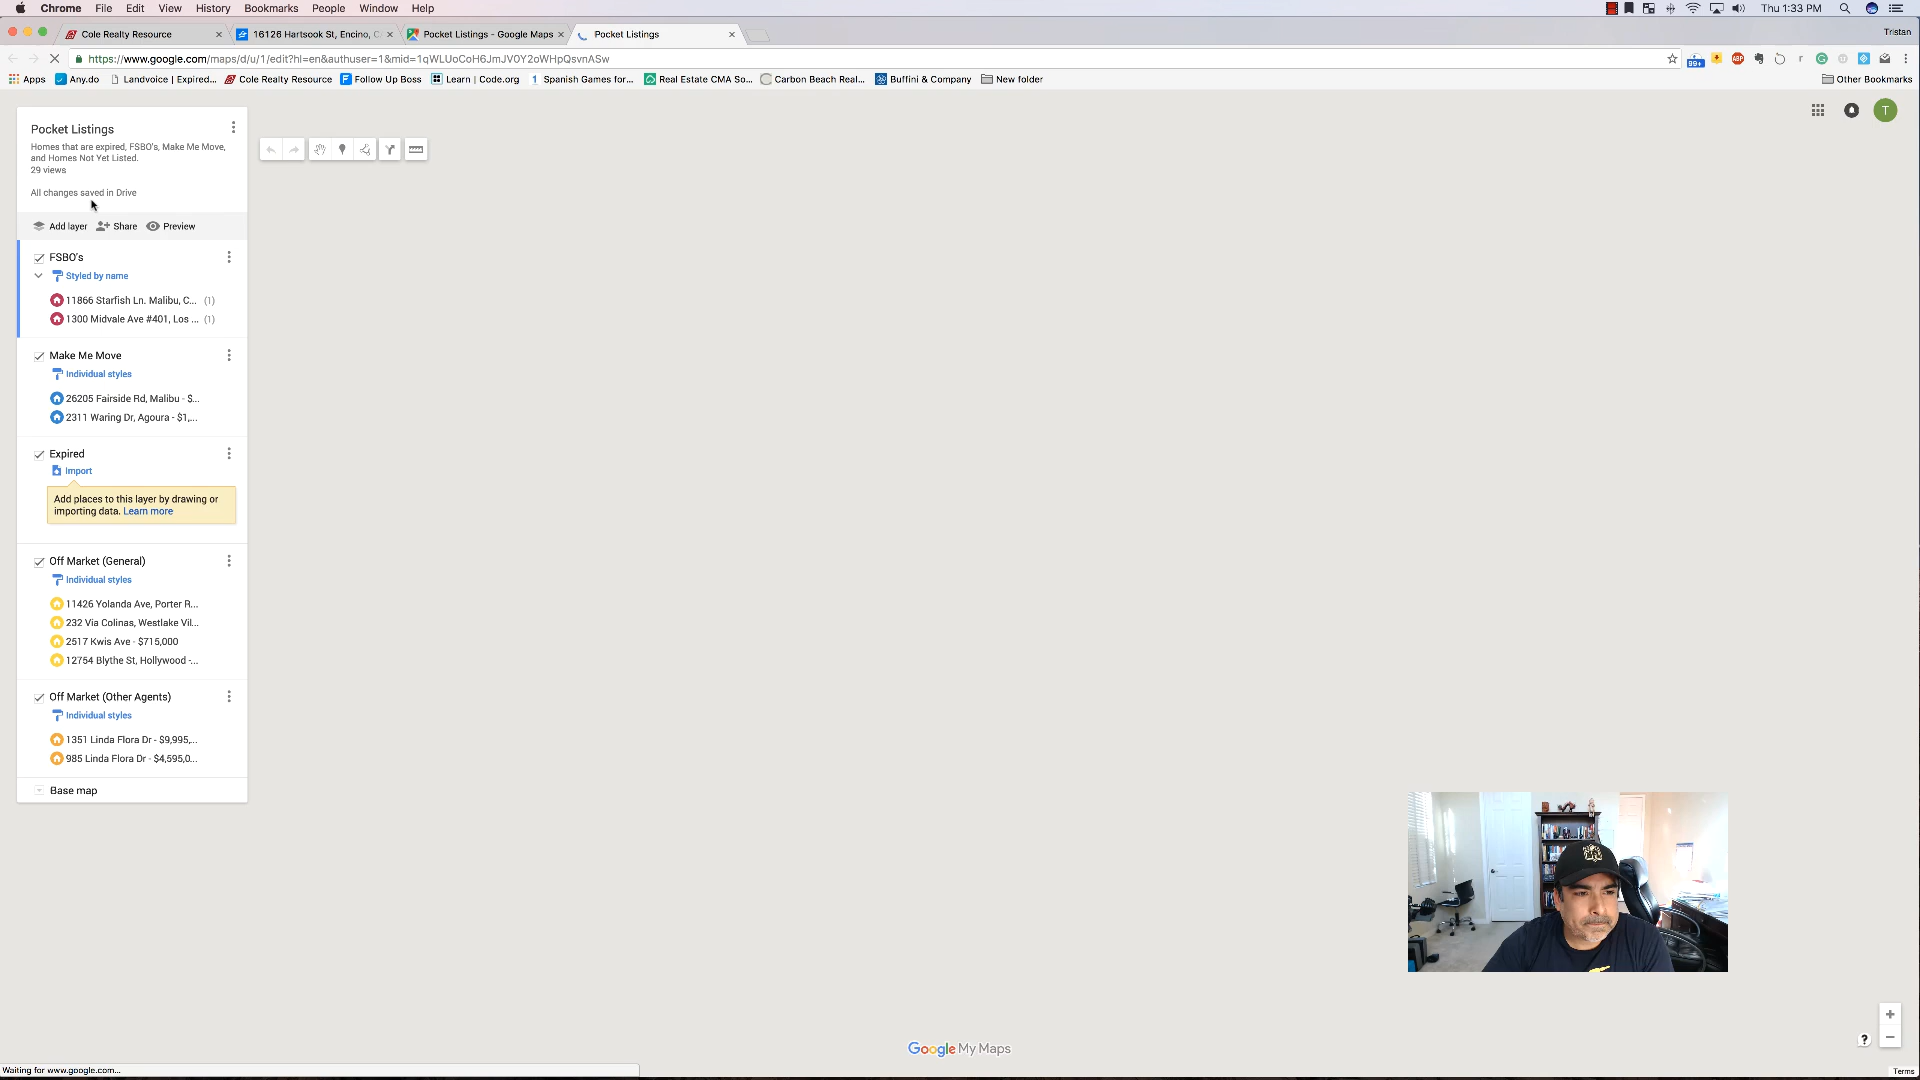 Chrome File Edit View History Bookmarks People Window Help Thu 1:33 PM
Cole Realty Resource 16126 Hartsook St, Encino, C Pocket Listings - Google Maps Pocket Listings Tristan
https://www.google.com/maps/d/u/1/edit?hl=en&authuser=1&mid=1qWLUoCoH6JmJV0Y2oWHpQsvnASw
Apps Any.do Landvoice | Expired... Cole Realty Resource Follow Up Boss Learn | Code.org Spanish Games for... Real Estate CMA So... Carbon Beach Real... Buffini & Company New folder Other Bookmarks
Pocket Listings
Homes that are expired, FSBO's, Make Me Move,
and Homes Not Yet Listed.
29 views
All changes saved in Drive
Add layer Share Preview
FSBO's
Styled by name
11866 Starfish Ln. Malibu, C... (1)
1300 Midvale Ave #401, Los ... (1)
Make Me Move
Individual styles
26205 Fairside Rd, Malibu - $...
2311 Waring Dr, Agoura - $1,...
Expired
Import
Add places to this layer by drawing or
importing data. Learn more
Off Market (General)
Individual styles
11426 Yolanda Ave, Porter R...
232 Via Colinas, Westlake Vil...
2517 Kwis Ave - $715,000
12754 Blythe St, Hollywood -...
Off Market (Other Agents)
Individual styles
1351 Linda Flora Dr - $9,995,...
985 Linda Flora Dr - $4,595,0...
Base map
T
Google My Maps
Waiting for www.google.com...
Terms